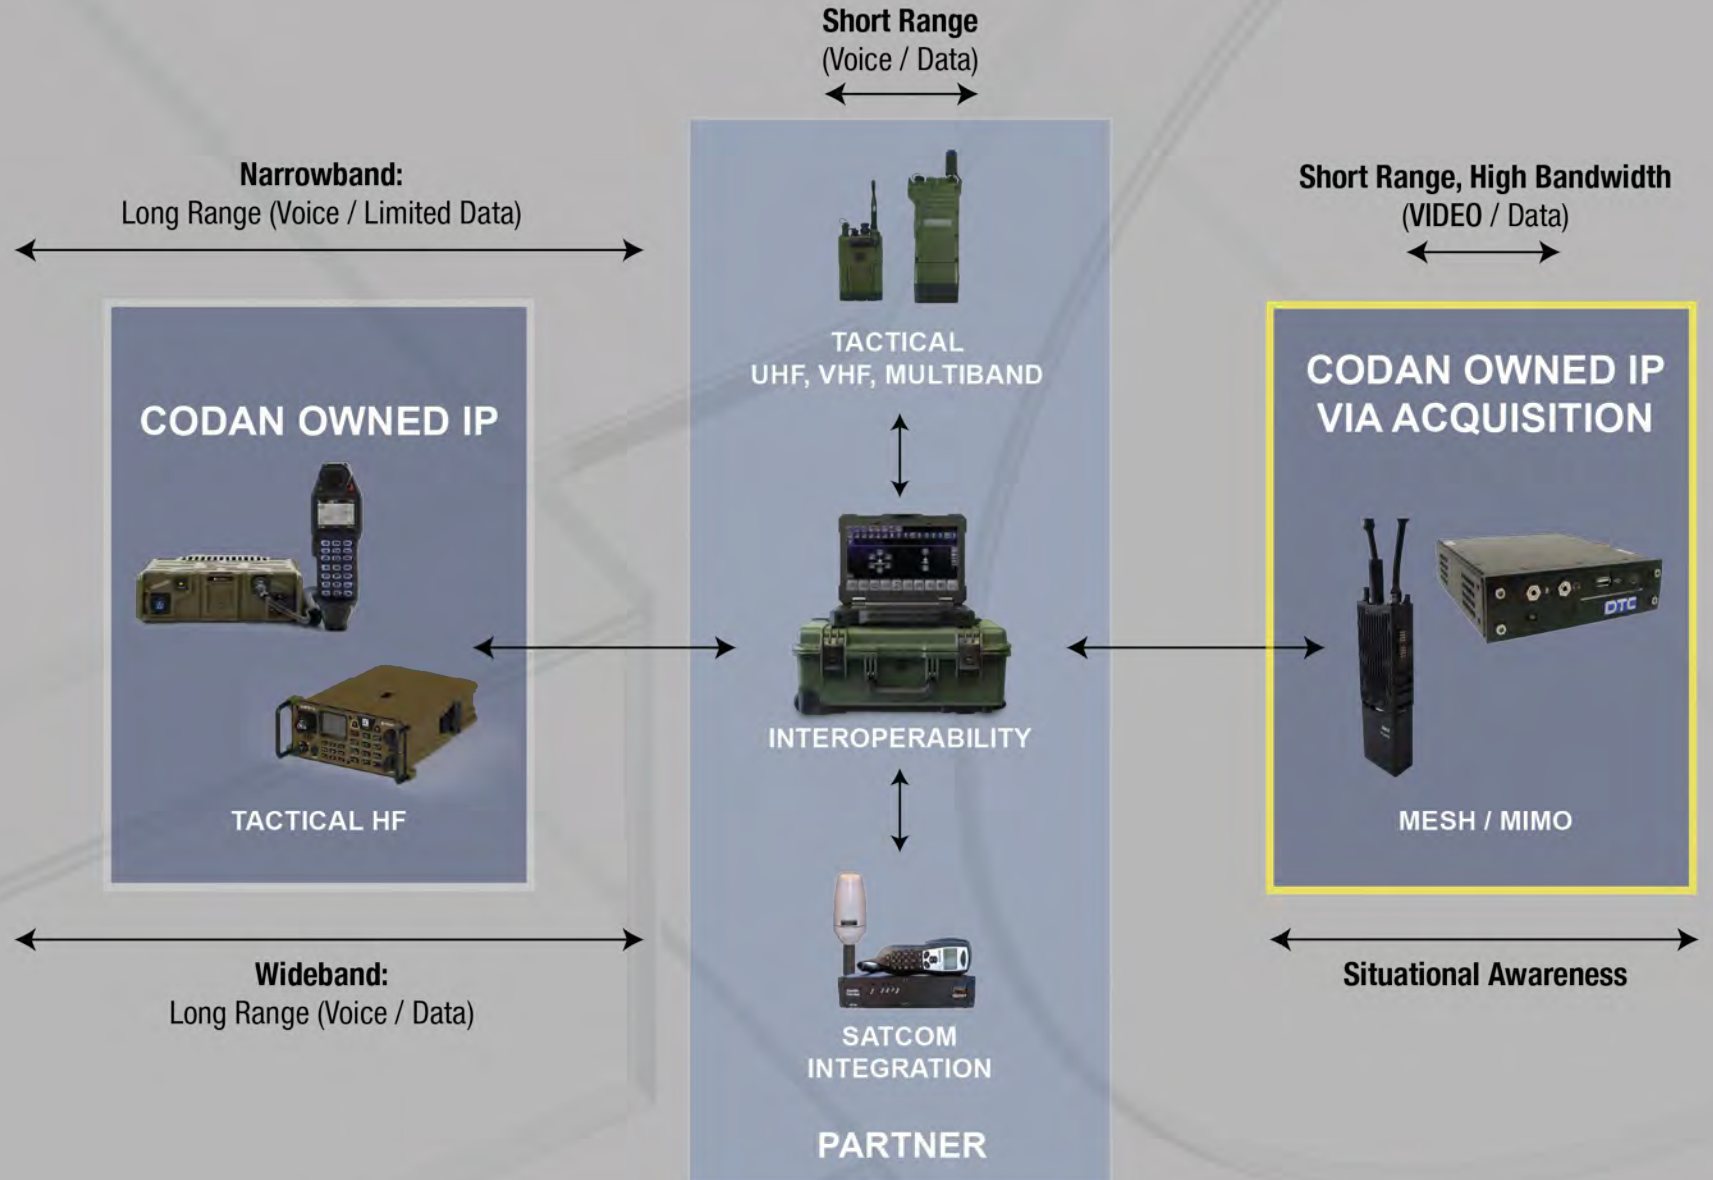 Short Range
(Voice / Data)
Narrowband:
Long Range (Voice / Limited Data)
Short Range, High Bandwidth
(VIDEO / Data)
CODAN OWNED IP
TACTICAL HF
Wideband:
Long Range (Voice / Data)
TACTICAL
UHF, VHF, MULTIBAND
INTEROPERABILITY
SATCOM
INTEGRATION
PARTNER
CODAN OWNED IP
VIA ACQUISITION
DTC
MESH / MIMO
Situational Awareness